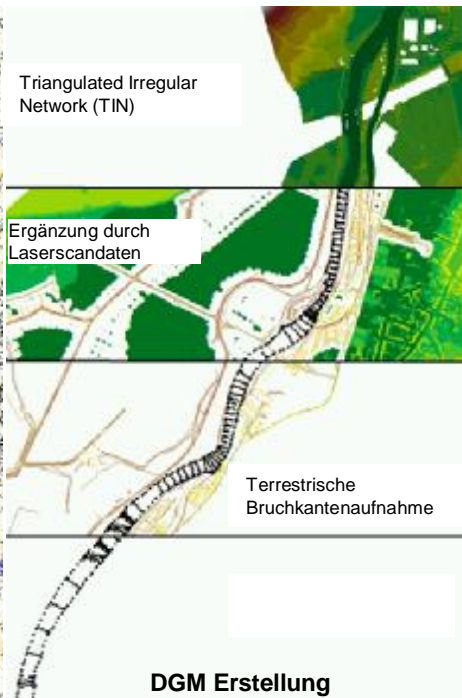 Triangulated Irregular
Network (TIN)
Ergänzung durch
Laserscandaten
Terrestrische
Bruchkantenaufnahme
DGM Erstellung